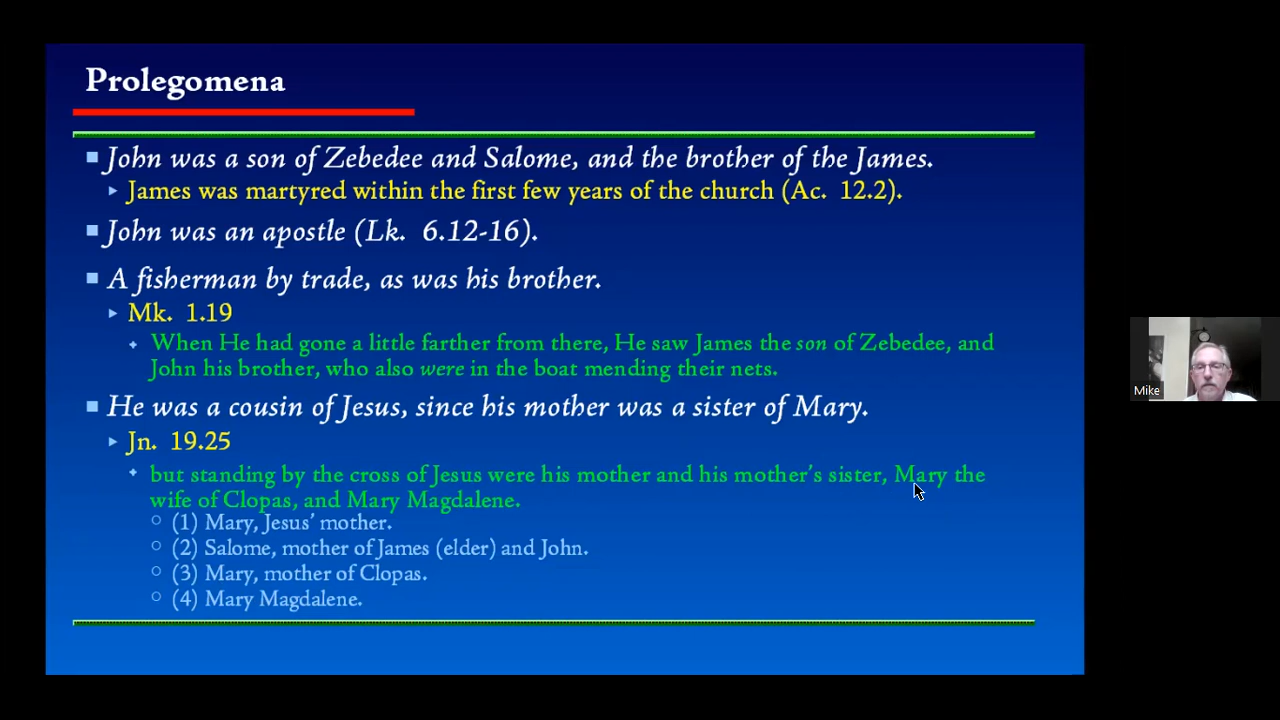 Prolegomena
John was a son of Zebedee and Salome, and the brother of the James.
James was martyred within the first few years of the church (Ac. 12.2).
John was an apostle (Lk. 6.12-16).
A fisherman by trade, as was his brother.
Mk. 1.19
When He had gone a little farther from there, He saw James the son of Zebedee, and
John his brother, who also were in the boat mending their nets.
He was a cousin of Jesus, since his mother was a sister of Mary.
Jn. 19.25
but standing by the cross of Jesus were his mother and his mother's sister, Mary the
wife of Clopas, and Mary Magdalene.
(1) Mary, Jesus' mother.
(2) Salome, mother of James (elder) and John.
(3) Mary, mother of Clopas.
(4) Mary Magdalene.
Mike